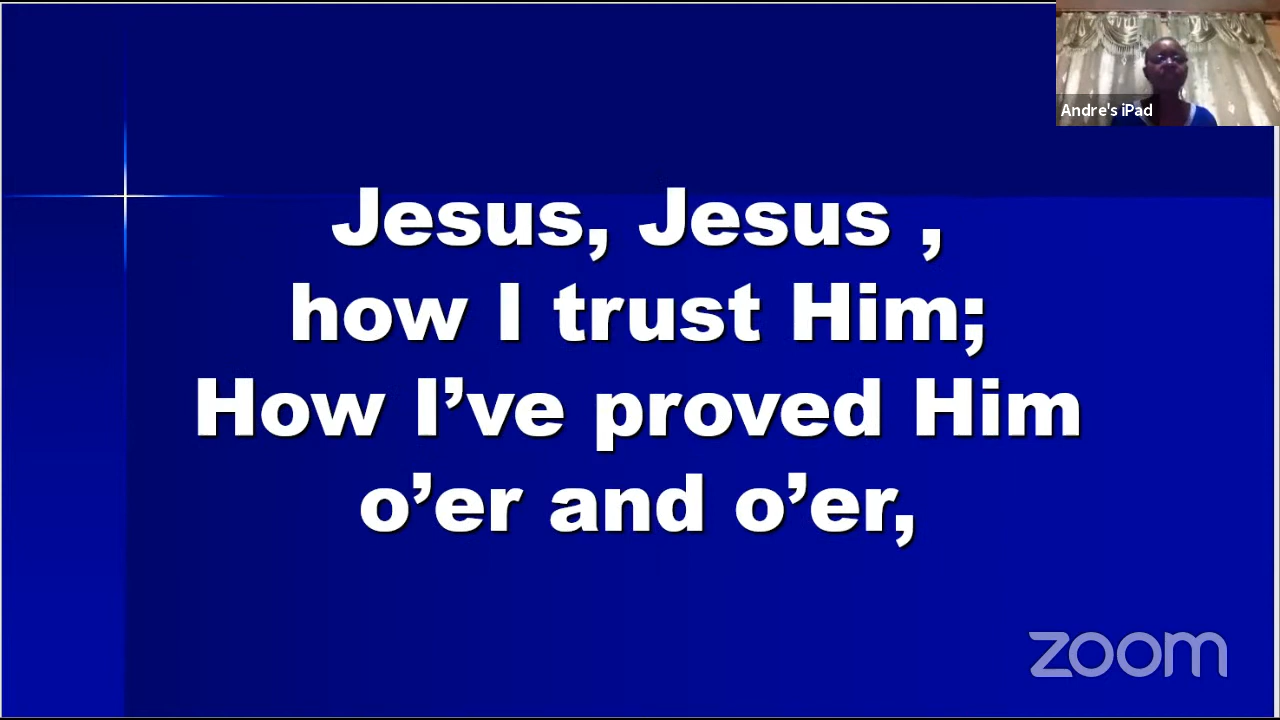 Andre's iPad
Jesus, Jesus ,
how I trust Him;
How I’ve proved Him
o’er and o’er,
zoom